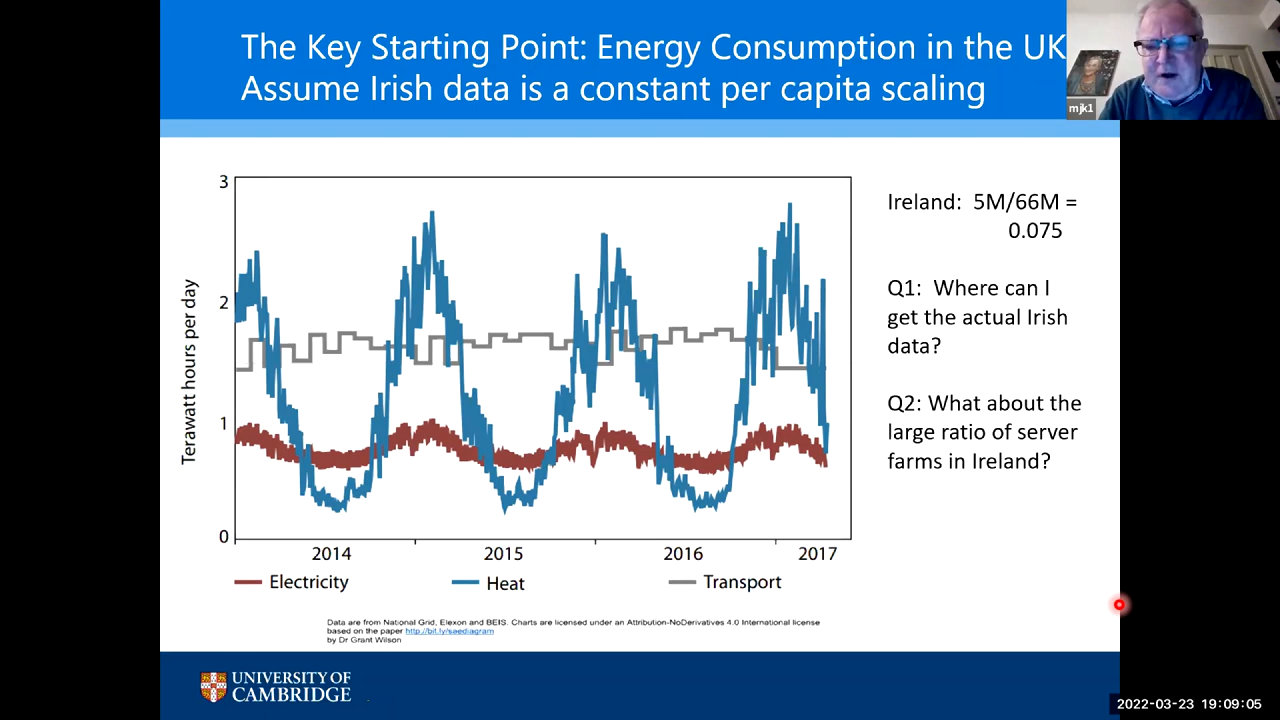 The Key Starting Point: Energy Consumption in the UK
Assume Irish data is a constant per capita scaling
mjk1
3
2
1
0
Terawatt hours per day
2014
2015
2016
2017
Electricity
Heat
Transport
Ireland: 5M/66M =
0.075
Q1: Where can I
get the actual Irish
data?
Q2: What about the
large ratio of server
farms in Ireland?
Data are from National Grid, Elexon and BEIS. Charts are licensed under an Attribution-NoDerivatives 4.0 International license
based on the paper http://bit.ly/saediagram
by Dr Grant Wilson
UNIVERSITY OF
CAMBRIDGE
2022-03-23 19:09:05